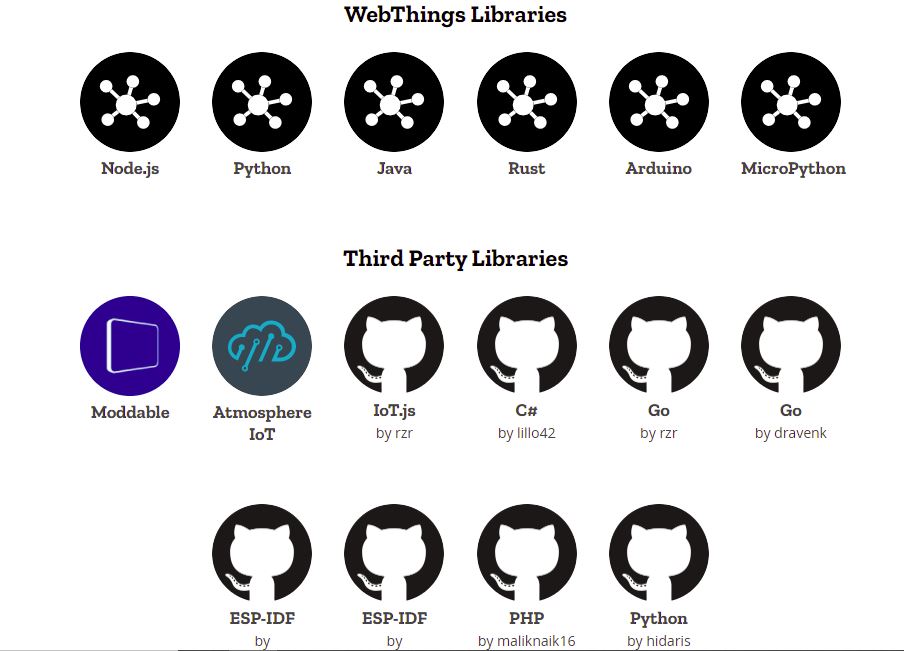 WebThings Libraries
Node.js Python Java Rust Arduino MicroPython
Third Party Libraries
Moddable Atmosphere IoT.js C# Go Go
IoT by rzr by lillo42 by rzr by dravenk
ESP-IDF ESP-IDF PHP Python
by by by maliknaik16 by hidaris